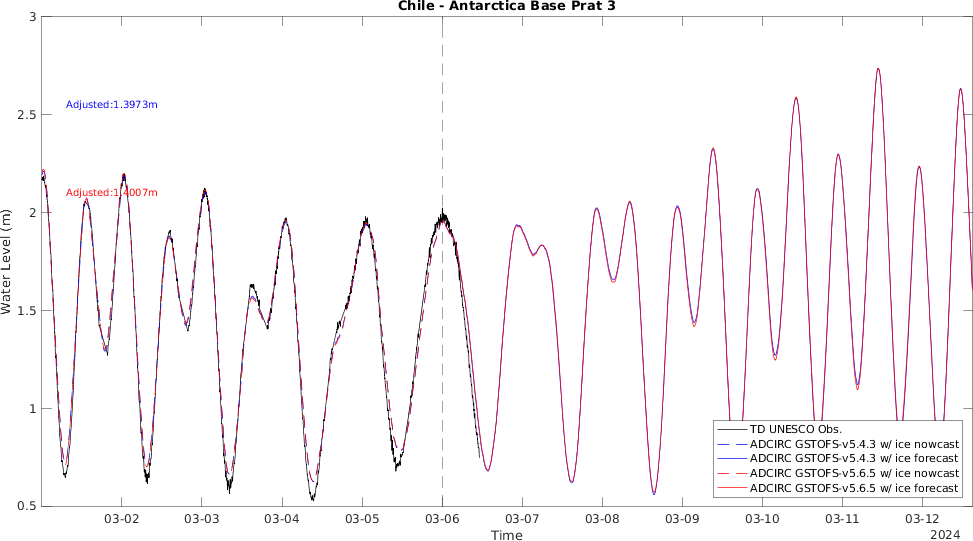 Chile - Antarctica Base Prat 3
3
Adjusted:1.3973m
2.5
Adjusted:1.4007m
2
Water Level (m)
1.5
1
0.5
TD UNESCO Obs.
ADCIRC GSTOFS-v5.4.3 w/ ice nowcast
ADCIRC GSTOFS-v5.4.3 w/ ice forecast
ADCIRC GSTOFS-v5.6.5 w/ ice nowcast
ADCIRC GSTOFS-v5.6.5 w/ ice forecast
03-02 03-03 03-04 03-05 03-06 03-07 03-08 03-09 03-10 03-11 03-12
2024
Time